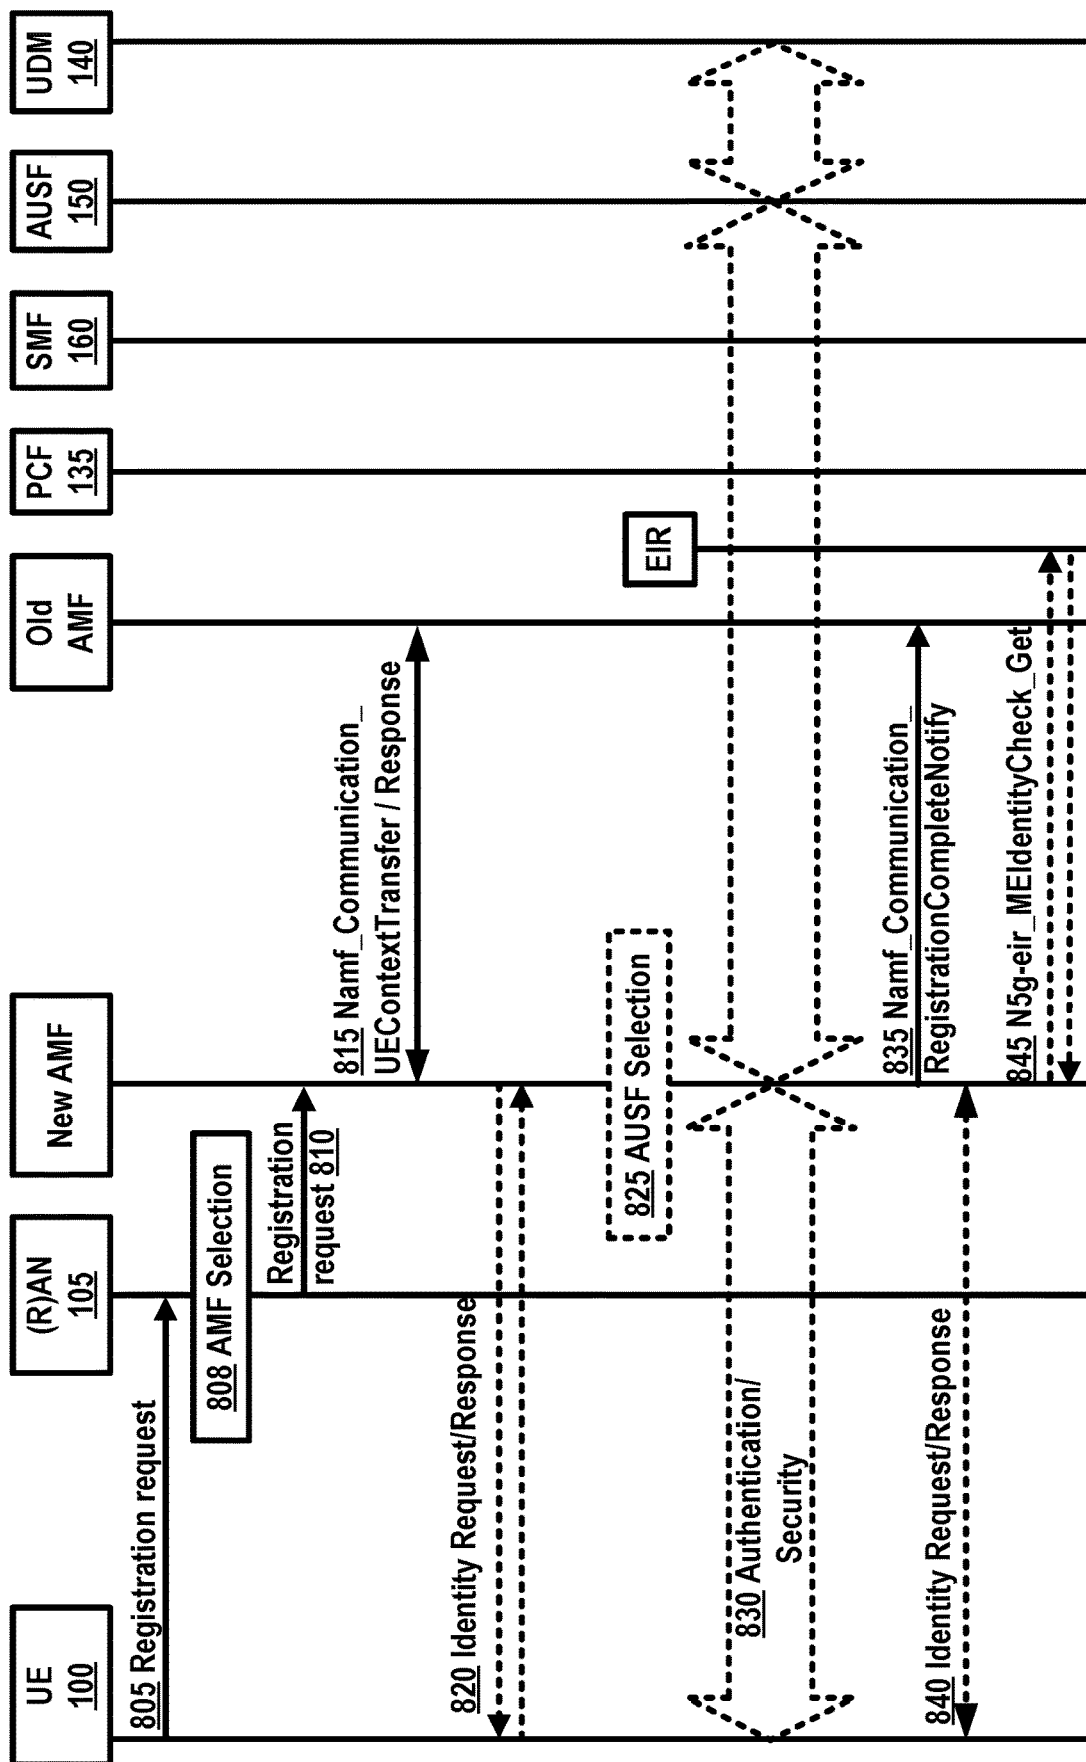 UE
100
(R)AN
105
New AMF
Old
AMF
PCF
135
SMF
160
AUSF
150
UDM
140
805 Registration request
808 AMF Selection
Registration
request 810
815 Namf_Communication_
UEContextTransfer / Response
820 Identity Request/Response
825 AUSF Selection
EIR
830 Authentication/
Security
835 Namf_Communication_
RegistrationCompleteNotify
840 Identity Request/Response
845 N5g-eir_MEIdentityCheck_Get